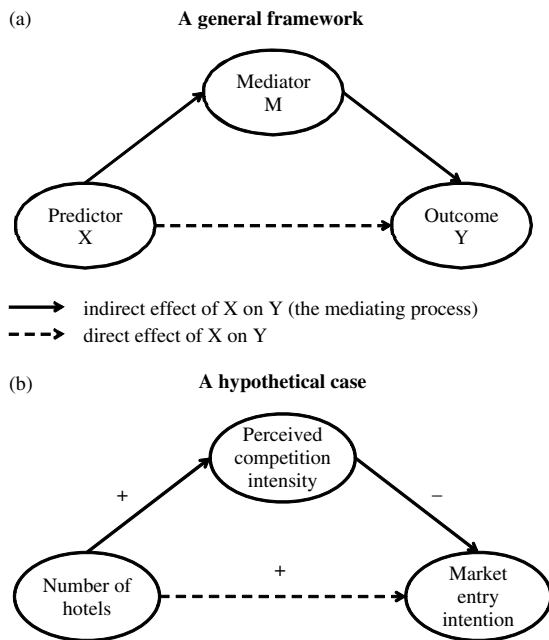 (a)
A general framework
Mediator
M
Predictor
X
Outcome
Y
indirect effect of X on Y (the mediating process)
direct effect of X on Y
(b)
A hypothetical case
Perceived
competition
intensity
+
−
Number of
hotels
+
Market
entry
intention